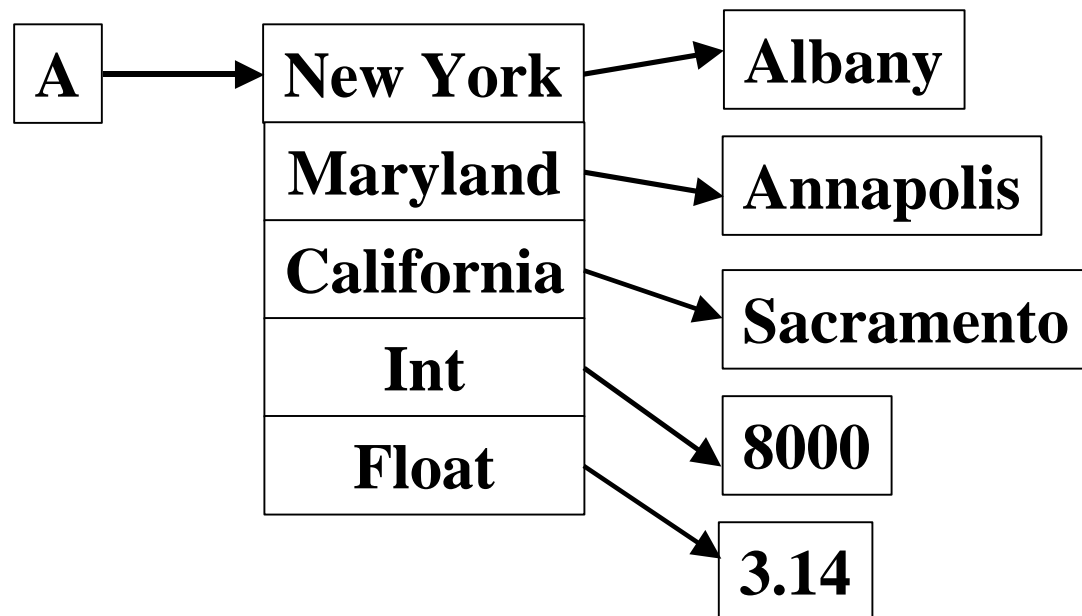 A
New York
Albany
Maryland
Annapolis
California
Sacramento
Int
8000
Float
3.14